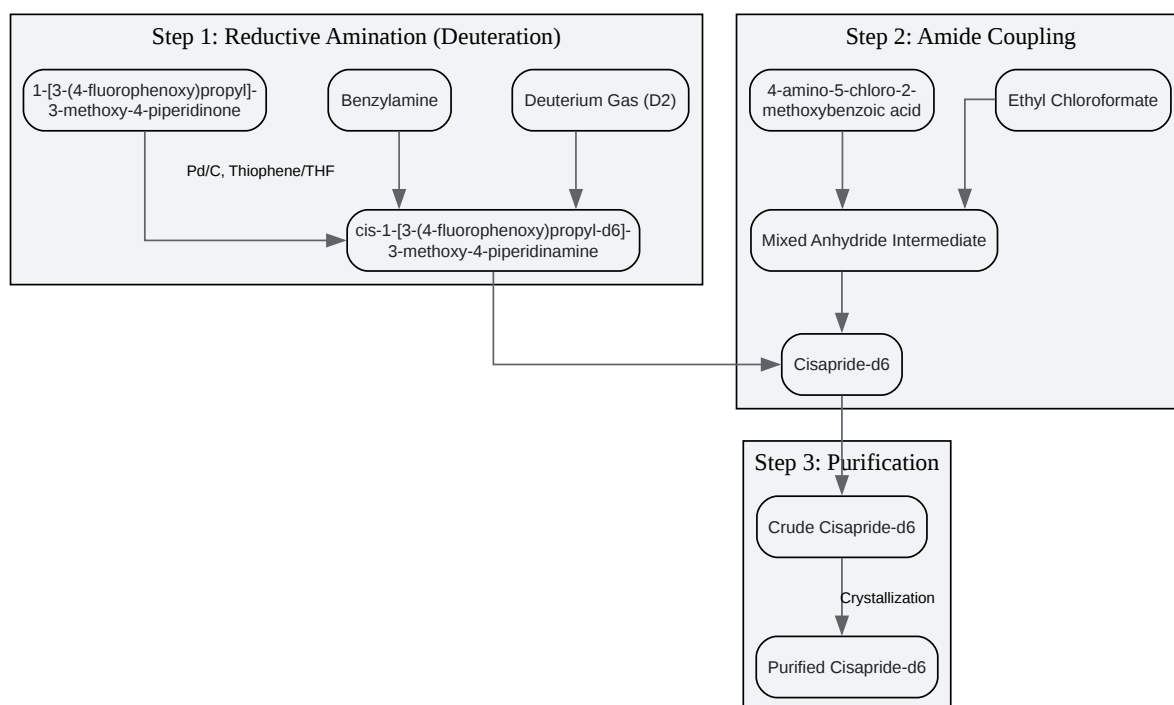 Step 1: Reductive Amination (Deuteration)
1-[3-(4-fluorophenoxy)propyl]-
3-methoxy-4-piperidinone
Benzylamine
Deuterium Gas (D2)
Pd/C, Thiophene/THF
cis-1-[3-(4-fluorophenoxy)propyl-d6]-
3-methoxy-4-piperidinamine
Step 2: Amide Coupling
4-amino-5-chloro-2-
methoxybenzoic acid
Ethyl Chloroformate
Mixed Anhydride Intermediate
Cisapride-d6
Step 3: Purification
Crude Cisapride-d6
Crystallization
Purified Cisapride-d6